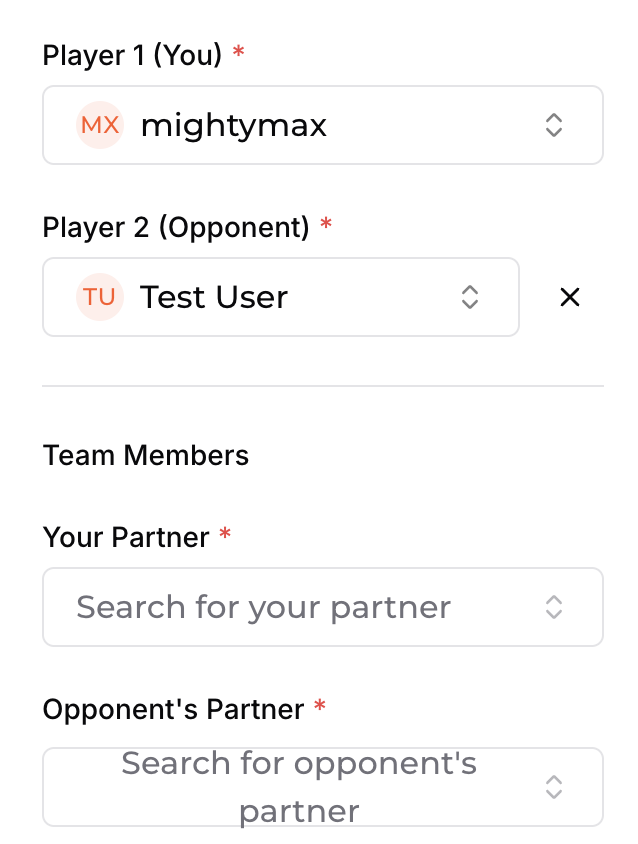 Player 1 (You) *
MX mightymax
Player 2 (Opponent) *
TU Test User
Team Members
Your Partner *
Search for your partner
Opponent's Partner *
Search for opponent's
partner